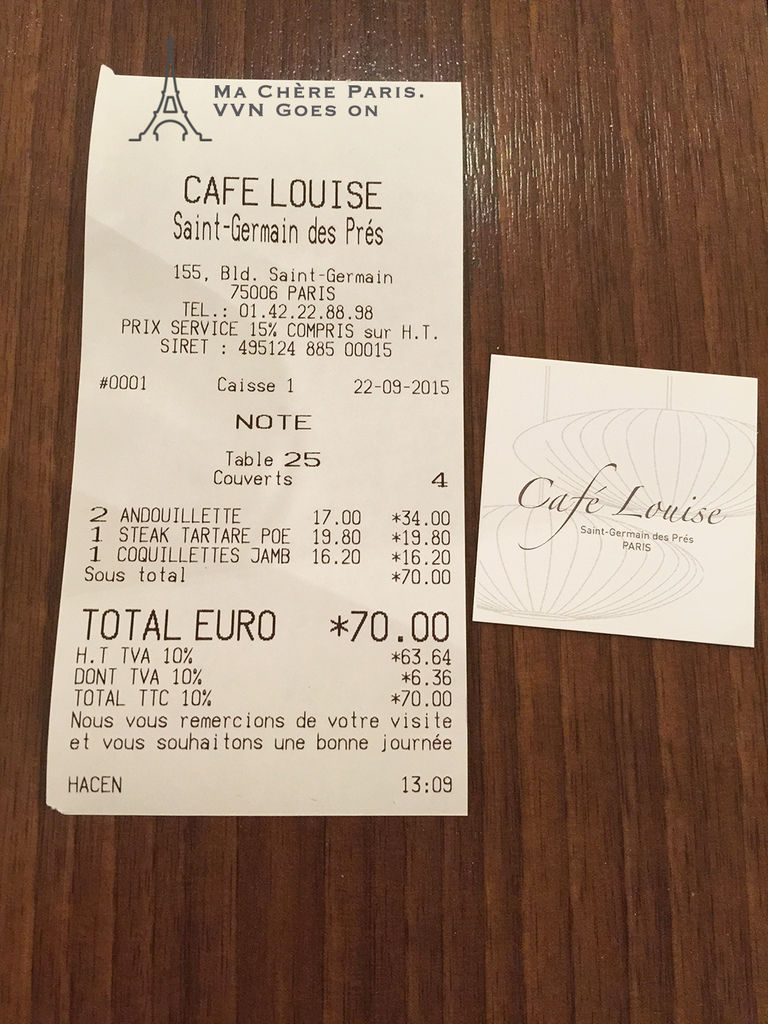 MA CHÈRE PARIS.
VVN GOES ON
CAFE LOUISE
Saint-Germain des Prés
155, Bld. Saint-Germain
75006 PARIS
TEL.: 01.42.22.88.98
PRIX SERVICE 15% COMPRIS sur H.T.
SIRET : 495124 885 00015
#0001 Caisse 1 22-09-2015
NOTE
Table 25
Couverts 4
2 ANDOUILLETTE 17.00 *34.00
1 STEAK TARTARE POE 19.80 *19.80
1 COQUILLETTES JAMB 16.20 *16.20
Sous total *70.00
TOTAL EURO *70.00
H.T TVA 10% *63.64
DONT TVA 10% *6.36
TOTAL TTC 10% *70.00
Nous vous remercions de votre visite
et vous souhaitons une bonne journée
HACEN 13:09
Café Louise
Saint-Germain des Prés
PARIS